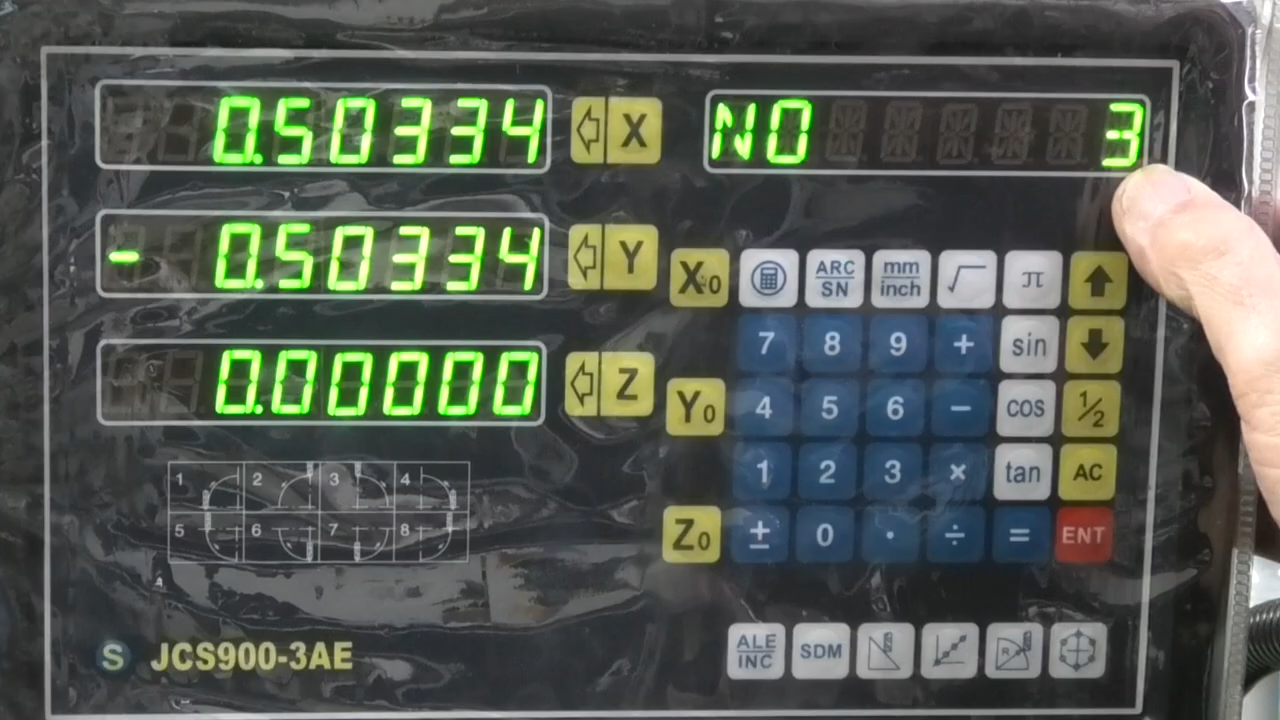 0.50334 X NO 3
- 0.50334 Y
0.00000 Z
X0 ARC SN mm inch √ π
7 8 9 + sin
Y0 4 5 6 - cos 1/2
1 2 3 × tan AC
Z0 ± 0 . ÷ = ENT
1 2 3 4
5 6 7 8
S JCS900-3AE
ALE INC SDM R